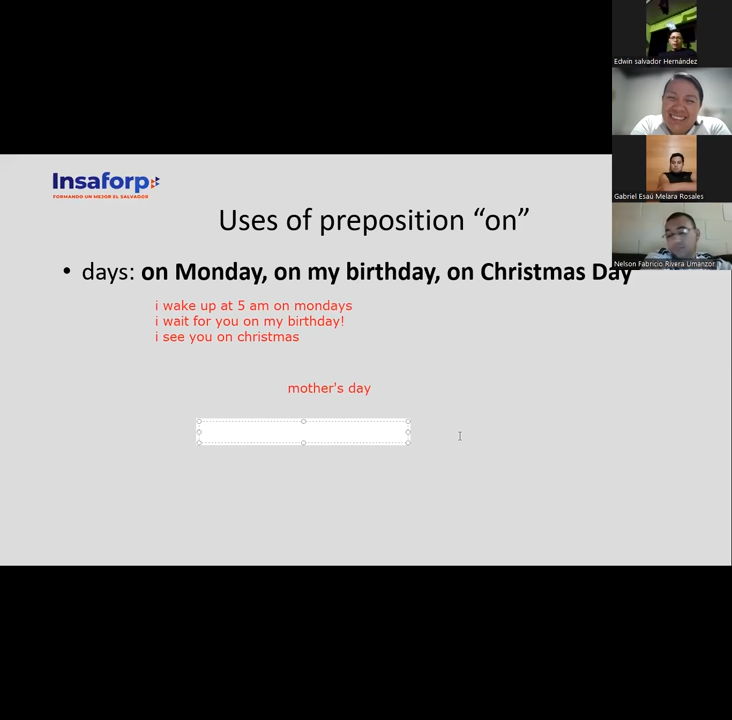 Edwin salvador Hernández
Gabriel Esaú Melara Rosales
Nelson Fabricio Rivera Umanzor
Insaforp
FORMANDO UN MEJOR EL SALVADOR
Uses of preposition “on”
• days: on Monday, on my birthday, on Christmas Day
i wake up at 5 am on mondays
i wait for you on my birthday!
i see you on christmas
mother's day